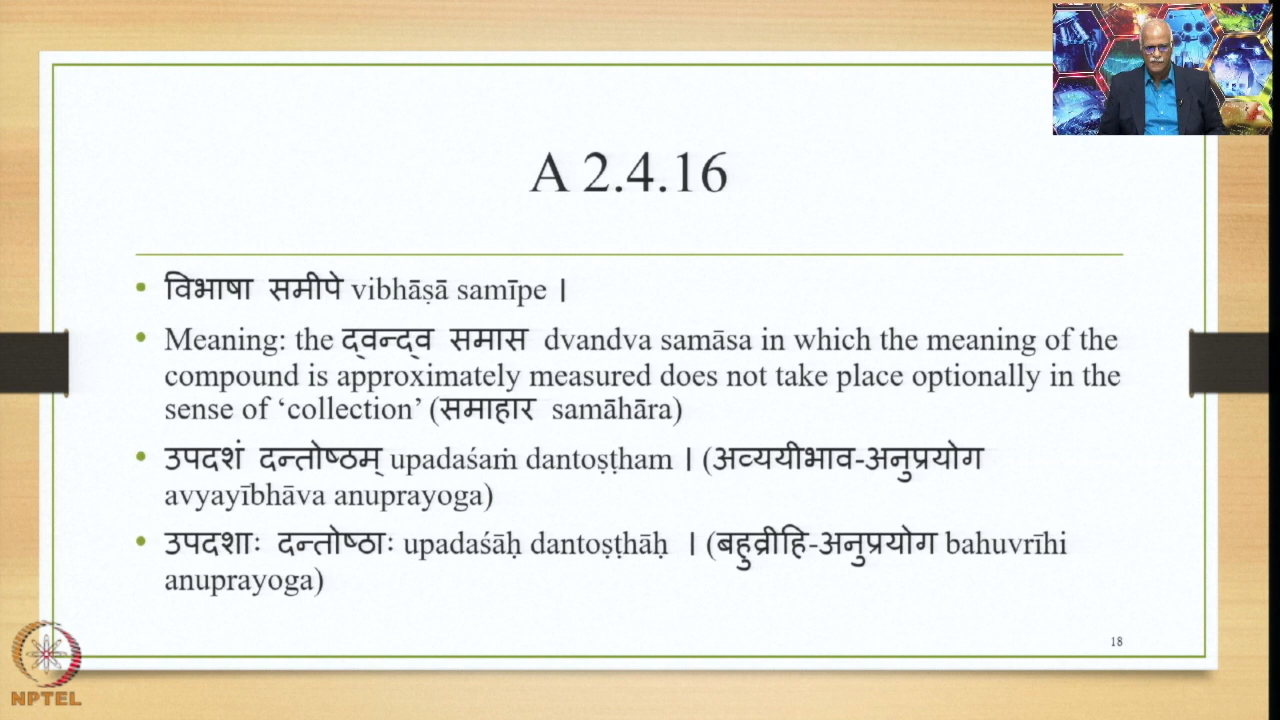 A 2.4.16
• विभाषा समीपे vibhāṣā samīpe ।
• Meaning: the द्वन्द्व समास dvandva samāsa in which the meaning of the
compound is approximately measured does not take place optionally in the
sense of ‘collection’ (समाहार samāhāra)
• उपदशं दन्तोष्ठम् upadaśaṁ dantoṣṭham । (अव्ययीभाव-अनुप्रयोग
avyayībhāva anuprayoga)
• उपदशाः दन्तोष्ठाः upadaśāḥ dantoṣṭhāḥ । (बहुव्रीहि-अनुप्रयोग bahuvrīhi
anuprayoga)
18
NPTEL